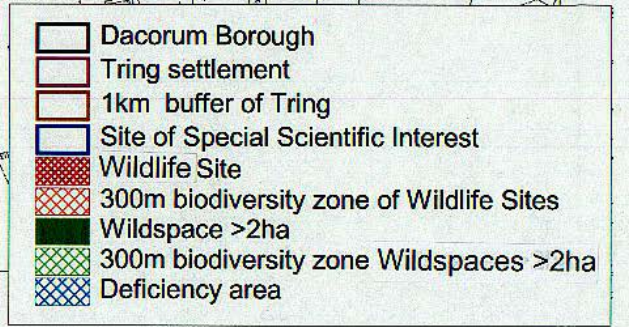 Dacorum Borough
Tring settlement
1km buffer of Tring
Site of Special Scientific Interest
Wildlife Site
300m biodiversity zone of Wildlife Sites
Wildspace >2ha
300m biodiversity zone Wildspaces >2ha
Deficiency area